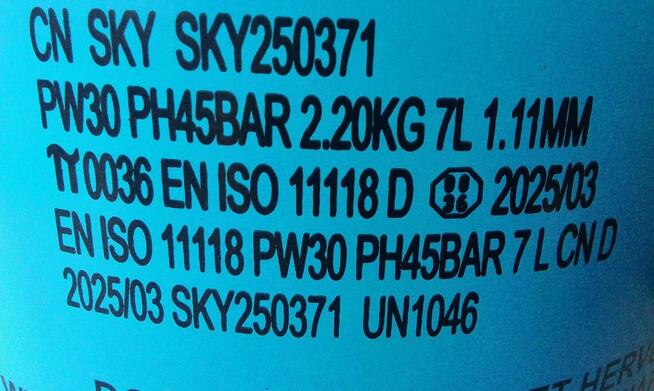 CN SKY SKY250371
PW30 PH45BAR 2.20KG 7L 1.11MM
π0036 EN ISO 11118 D 2025/03
EN ISO 11118 PW30 PH45BAR 7 L CN D
2025/03 SKY250371 UN1046